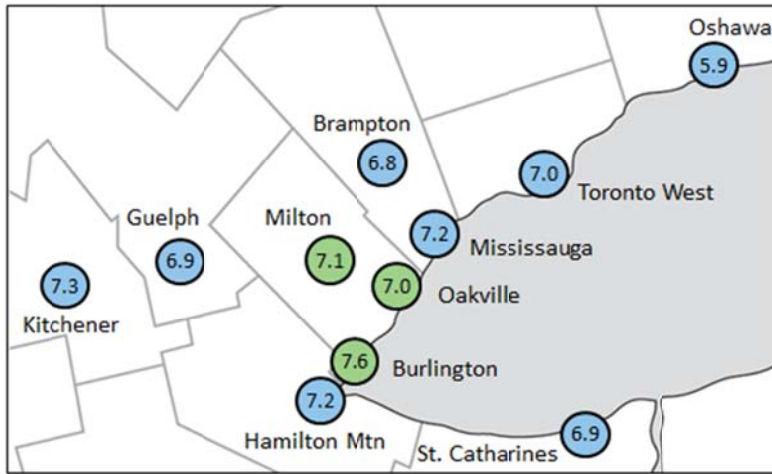 Oshawa
5.9
Brampton
6.8
7.0
Toronto West
Guelph
6.9
Milton
7.1
7.2
Mississauga
7.3
Kitchener
7.0
Oakville
7.6
Burlington
7.2
Hamilton Mtn
6.9
St. Catharines